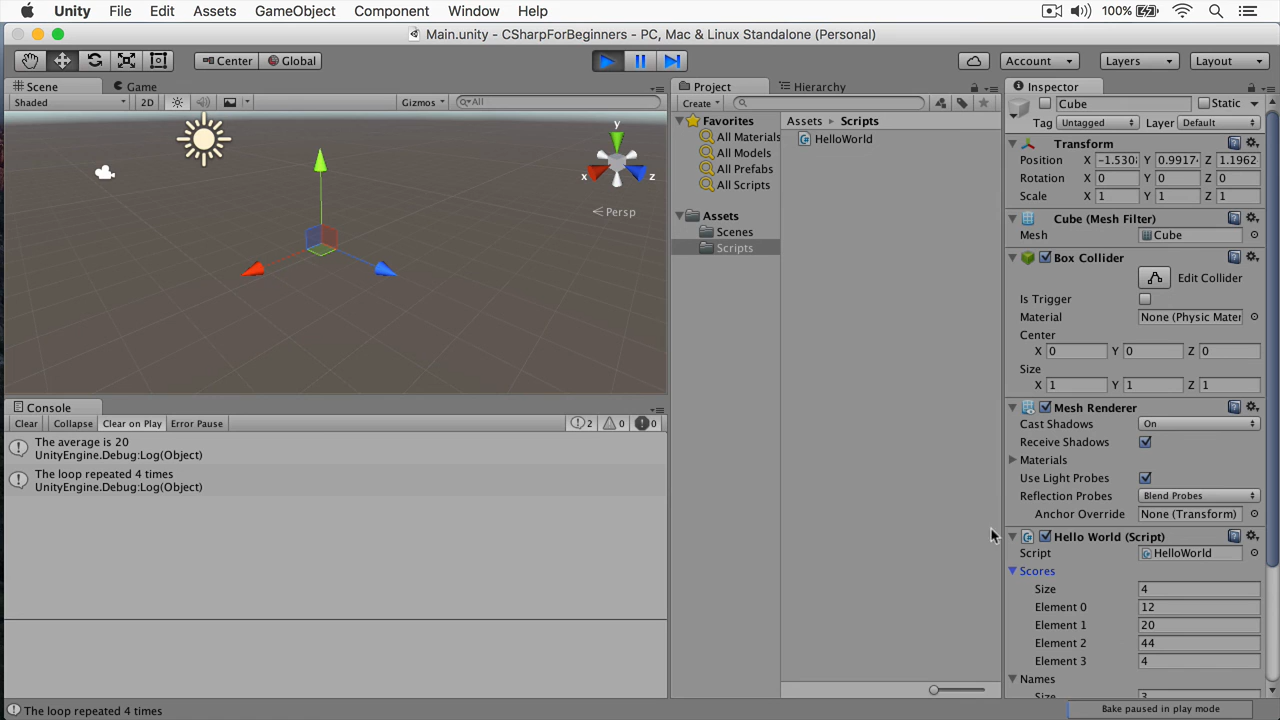 Unity File Edit Assets GameObject Component Window Help 100%
Main.unity - CSharpForBeginners - PC, Mac & Linux Standalone (Personal)
Center Global Account Layers Layout
Scene Game
Shaded 2D Gizmos All
y
x z
Persp
Console
Clear Collapse Clear on Play Error Pause 2 0 0
The average is 20
UnityEngine.Debug:Log(Object)
The loop repeated 4 times
UnityEngine.Debug:Log(Object)
The loop repeated 4 times
Project Hierarchy
Create
Favorites
All Materials
All Models
All Prefabs
All Scripts
Assets
Scenes
Scripts
Assets Scripts
HelloWorld
Inspector
Cube Static
Tag Untagged Layer Default
Transform
Position X -1.530 Y 0.9917 Z 1.1962
Rotation X 0 Y 0 Z 0
Scale X 1 Y 1 Z 1
Cube (Mesh Filter)
Mesh Cube
Box Collider
Edit Collider
Is Trigger
Material None (Physic Mater
Center
X 0 Y 0 Z 0
Size
X 1 Y 1 Z 1
Mesh Renderer
Cast Shadows On
Receive Shadows
Materials
Use Light Probes
Reflection Probes Blend Probes
Anchor Override None (Transform)
Hello World (Script)
Script HelloWorld
Scores
Size 4
Element 0 12
Element 1 20
Element 2 44
Element 3 4
Names
Size 3
Bake paused in play mode